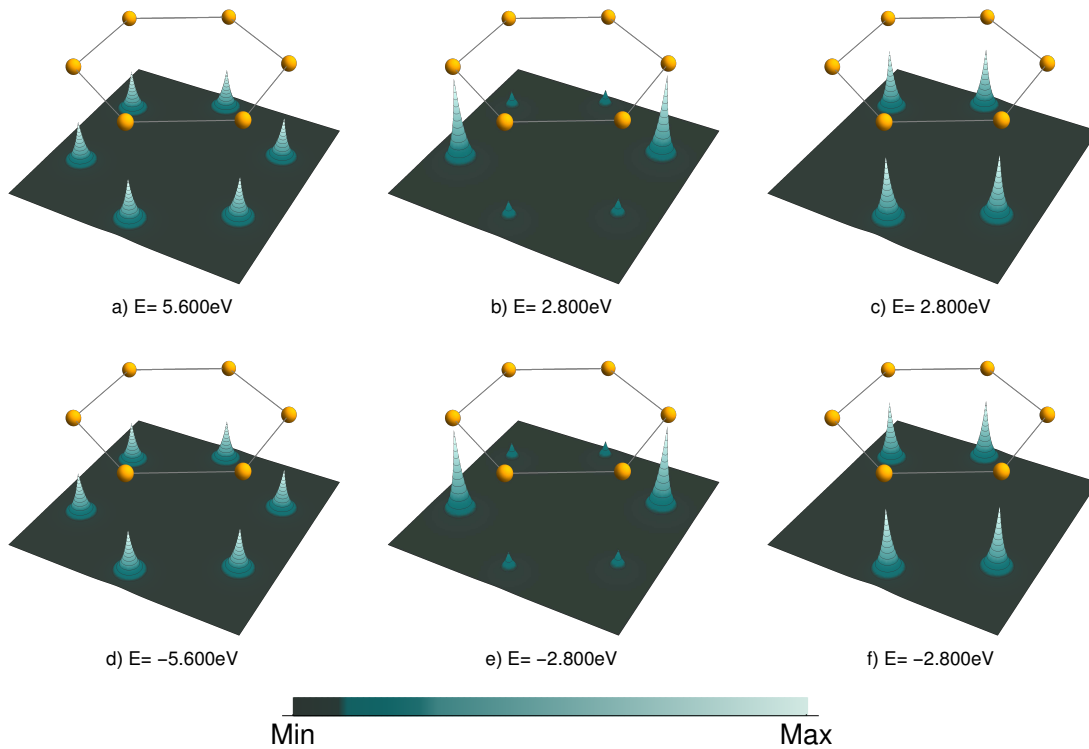 a) E= 5.600eV
b) E= 2.800eV
c) E= 2.800eV
d) E= −5.600eV
e) E= −2.800eV
f) E= −2.800eV
Min
Max